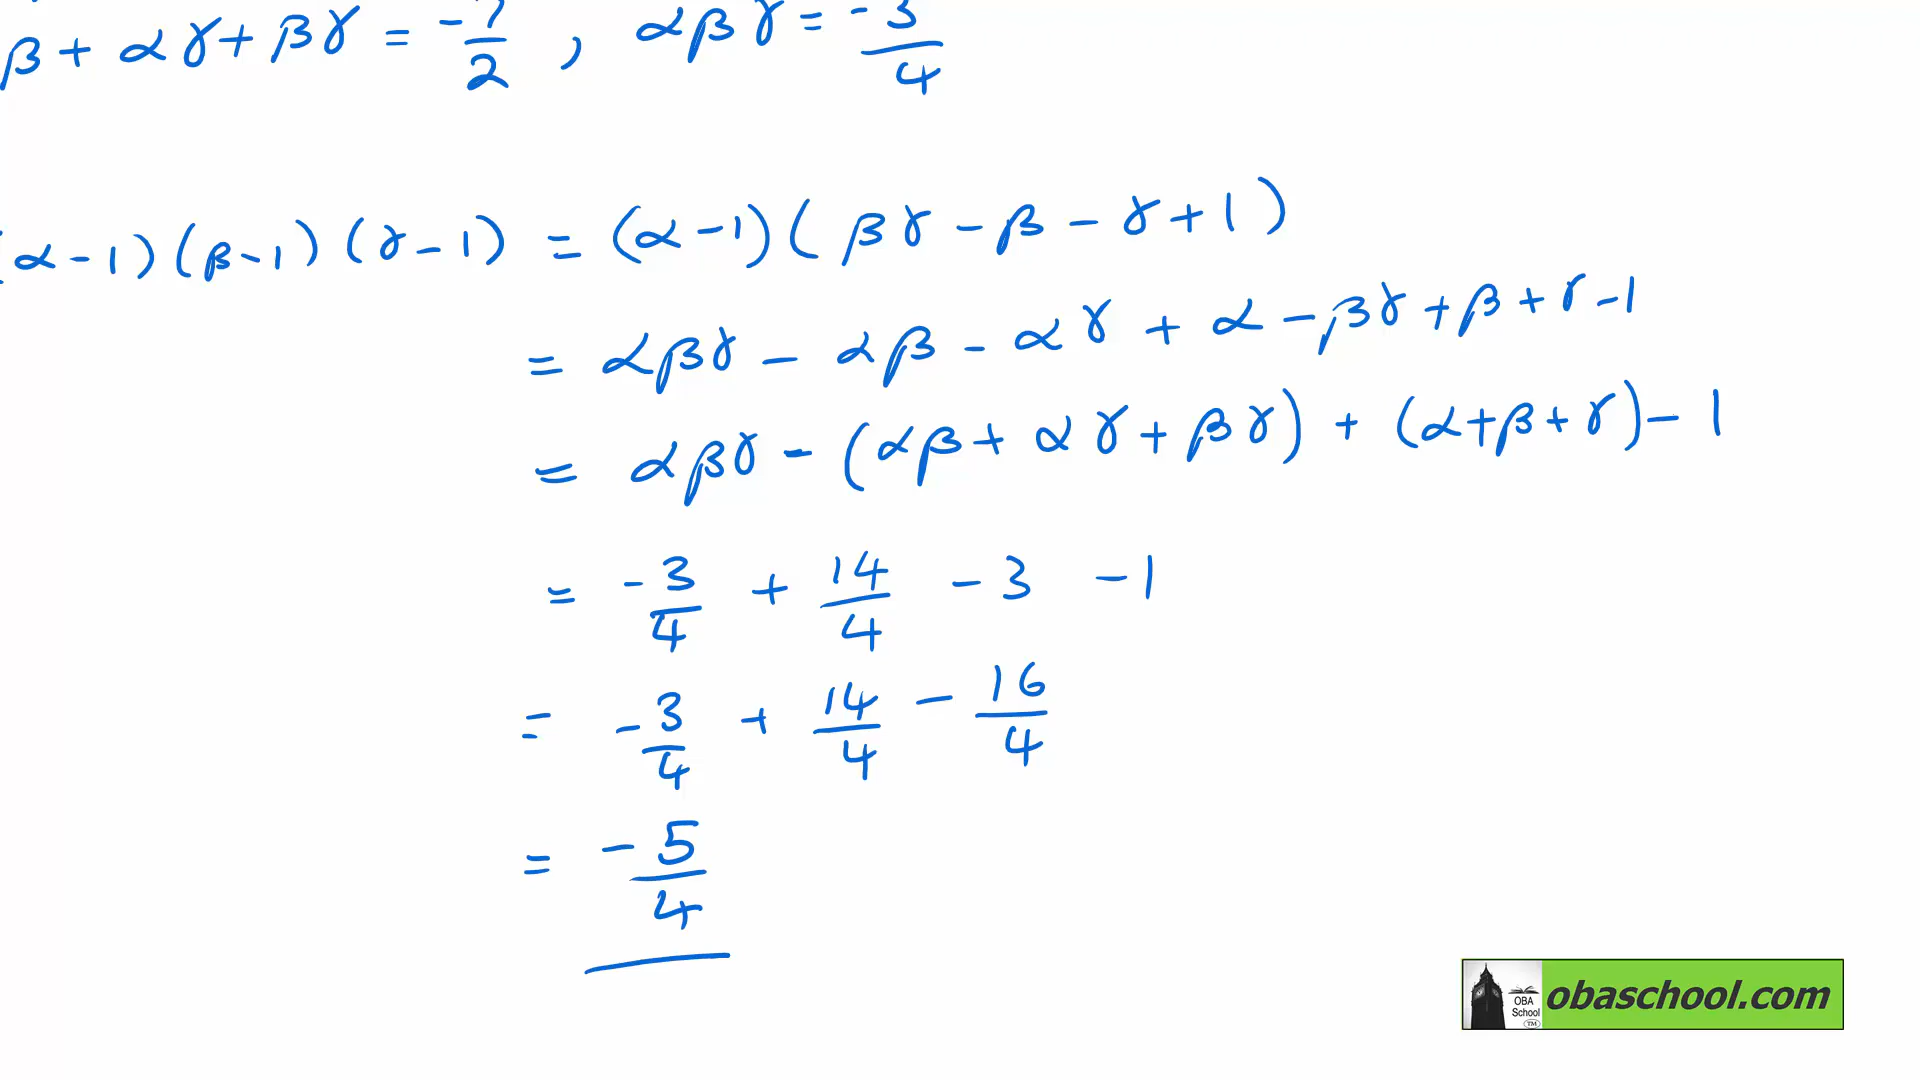 β + αγ + βγ = -7/2 , αβγ = -3/4
(α-1)(β-1)(γ-1) = (α-1)(βγ - β - γ + 1)
= αβγ - αβ - αγ + α - βγ + β + γ - 1
= αβγ - (αβ + αγ + βγ) + (α+β+γ) - 1
= -3/4 + 14/4 - 3 - 1
= -3/4 + 14/4 - 16/4
= -5/4
OBA
School
TM
obaschool.com